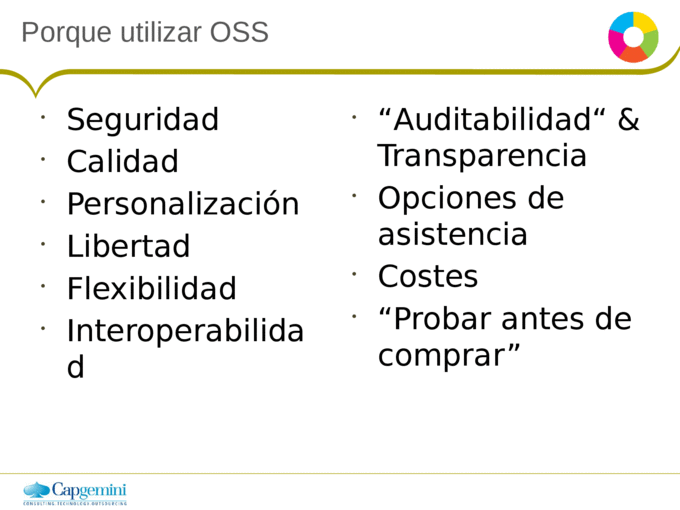 Porque utilizar OSS
· Seguridad
· Calidad
· Personalización
· Libertad
· Flexibilidad
· Interoperabilida
d
· “Auditabilidad“ &
Transparencia
· Opciones de
asistencia
· Costes
· “Probar antes de
comprar”
Capgemini
CONSULTING.TECHNOLOGY.OUTSOURCING